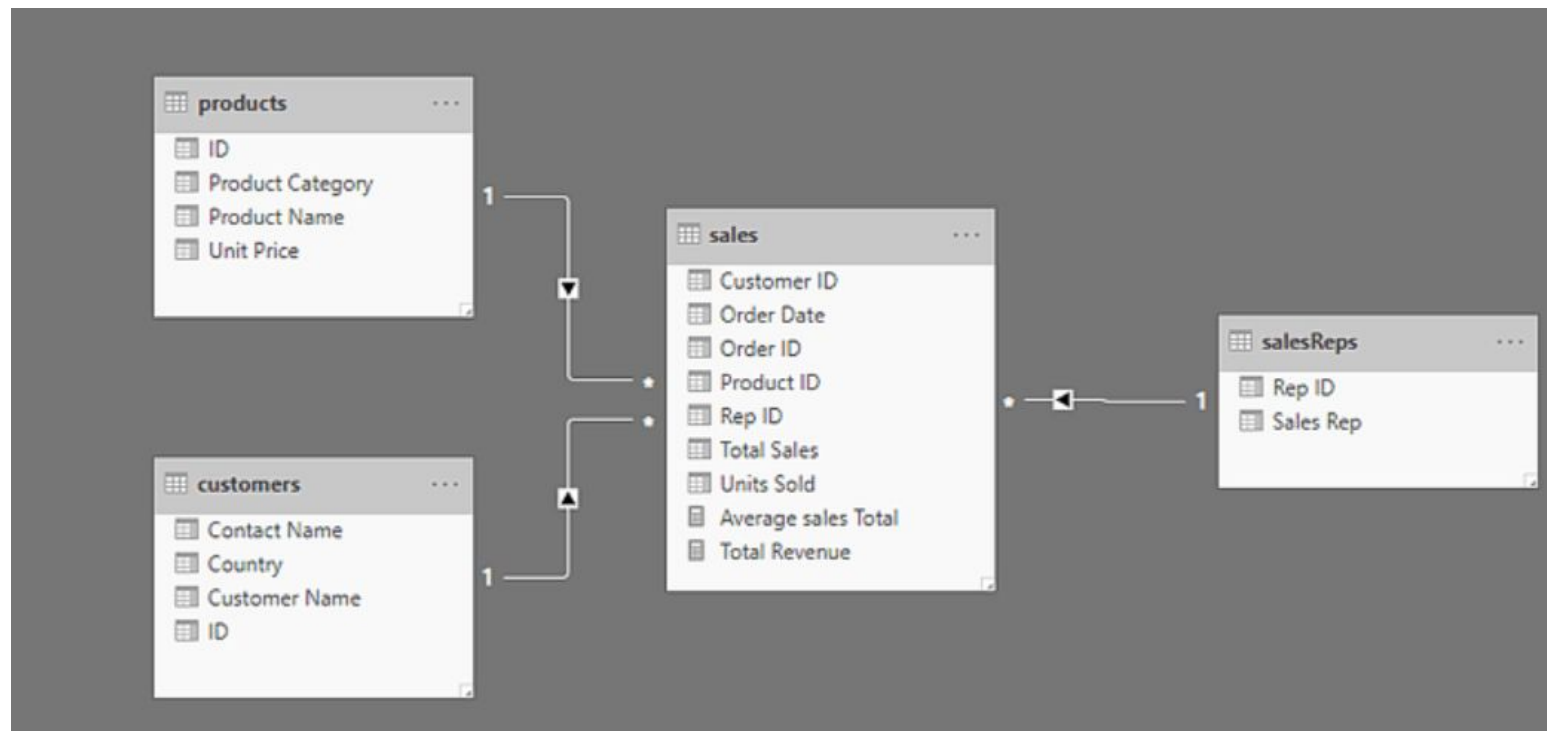 products
ID
Product Category
Product Name
Unit Price
1
*
customers
Contact Name
Country
Customer Name
ID
1
*
sales
Customer ID
Order Date
Order ID
Product ID
Rep ID
Total Sales
Units Sold
Average sales Total
Total Revenue
*
1
salesReps
Rep ID
Sales Rep